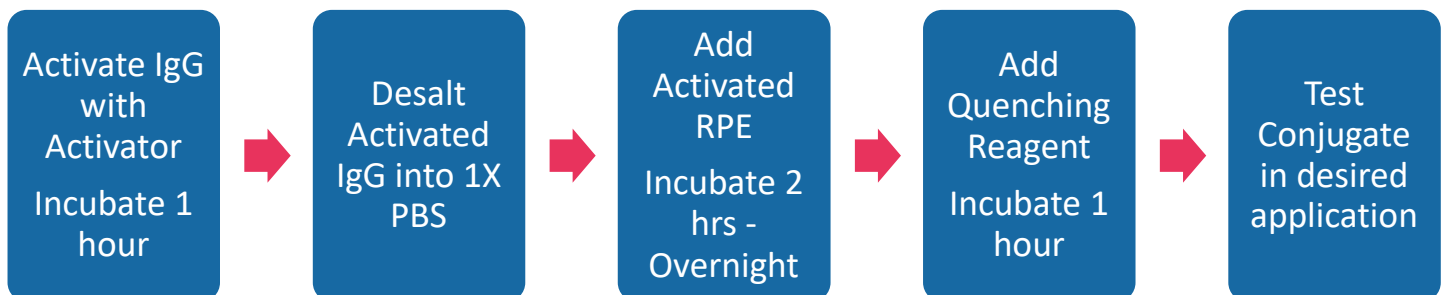 Activate IgG
with
Activator
Incubate 1
hour
Desalt
Activated
IgG into 1X
PBS
Add
Activated
RPE
Incubate 2
hrs -
Overnight
Add
Quenching
Reagent
Incubate 1
hour
Test
Conjugate
in desired
application